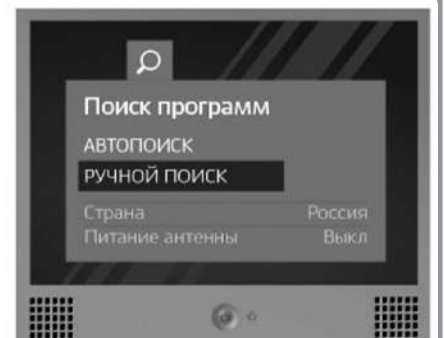 Поиск программ
АВТОПОИСК
РУЧНОЙ ПОИСК
Страна Россия
Питание антенны Выкл